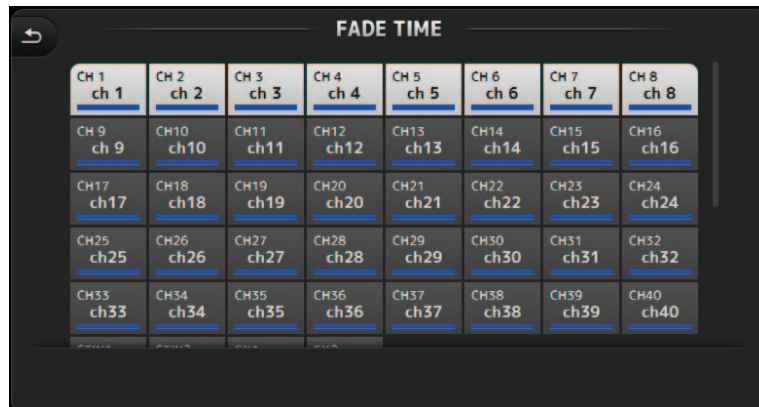 FADE TIME
CH 1 CH 2 CH 3 CH 4 CH 5 CH 6 CH 7 CH 8
ch 1 ch 2 ch 3 ch 4 ch 5 ch 6 ch 7 ch 8
CH 9 CH10 CH11 CH12 CH13 CH14 CH15 CH16
ch 9 ch10 ch11 ch12 ch13 ch14 ch15 ch16
CH17 CH18 CH19 CH20 CH21 CH22 CH23 CH24
ch17 ch18 ch19 ch20 ch21 ch22 ch23 ch24
CH25 CH26 CH27 CH28 CH29 CH30 CH31 CH32
ch25 ch26 ch27 ch28 ch29 ch30 ch31 ch32
CH33 CH34 CH35 CH36 CH37 CH38 CH39 CH40
ch33 ch34 ch35 ch36 ch37 ch38 ch39 ch40